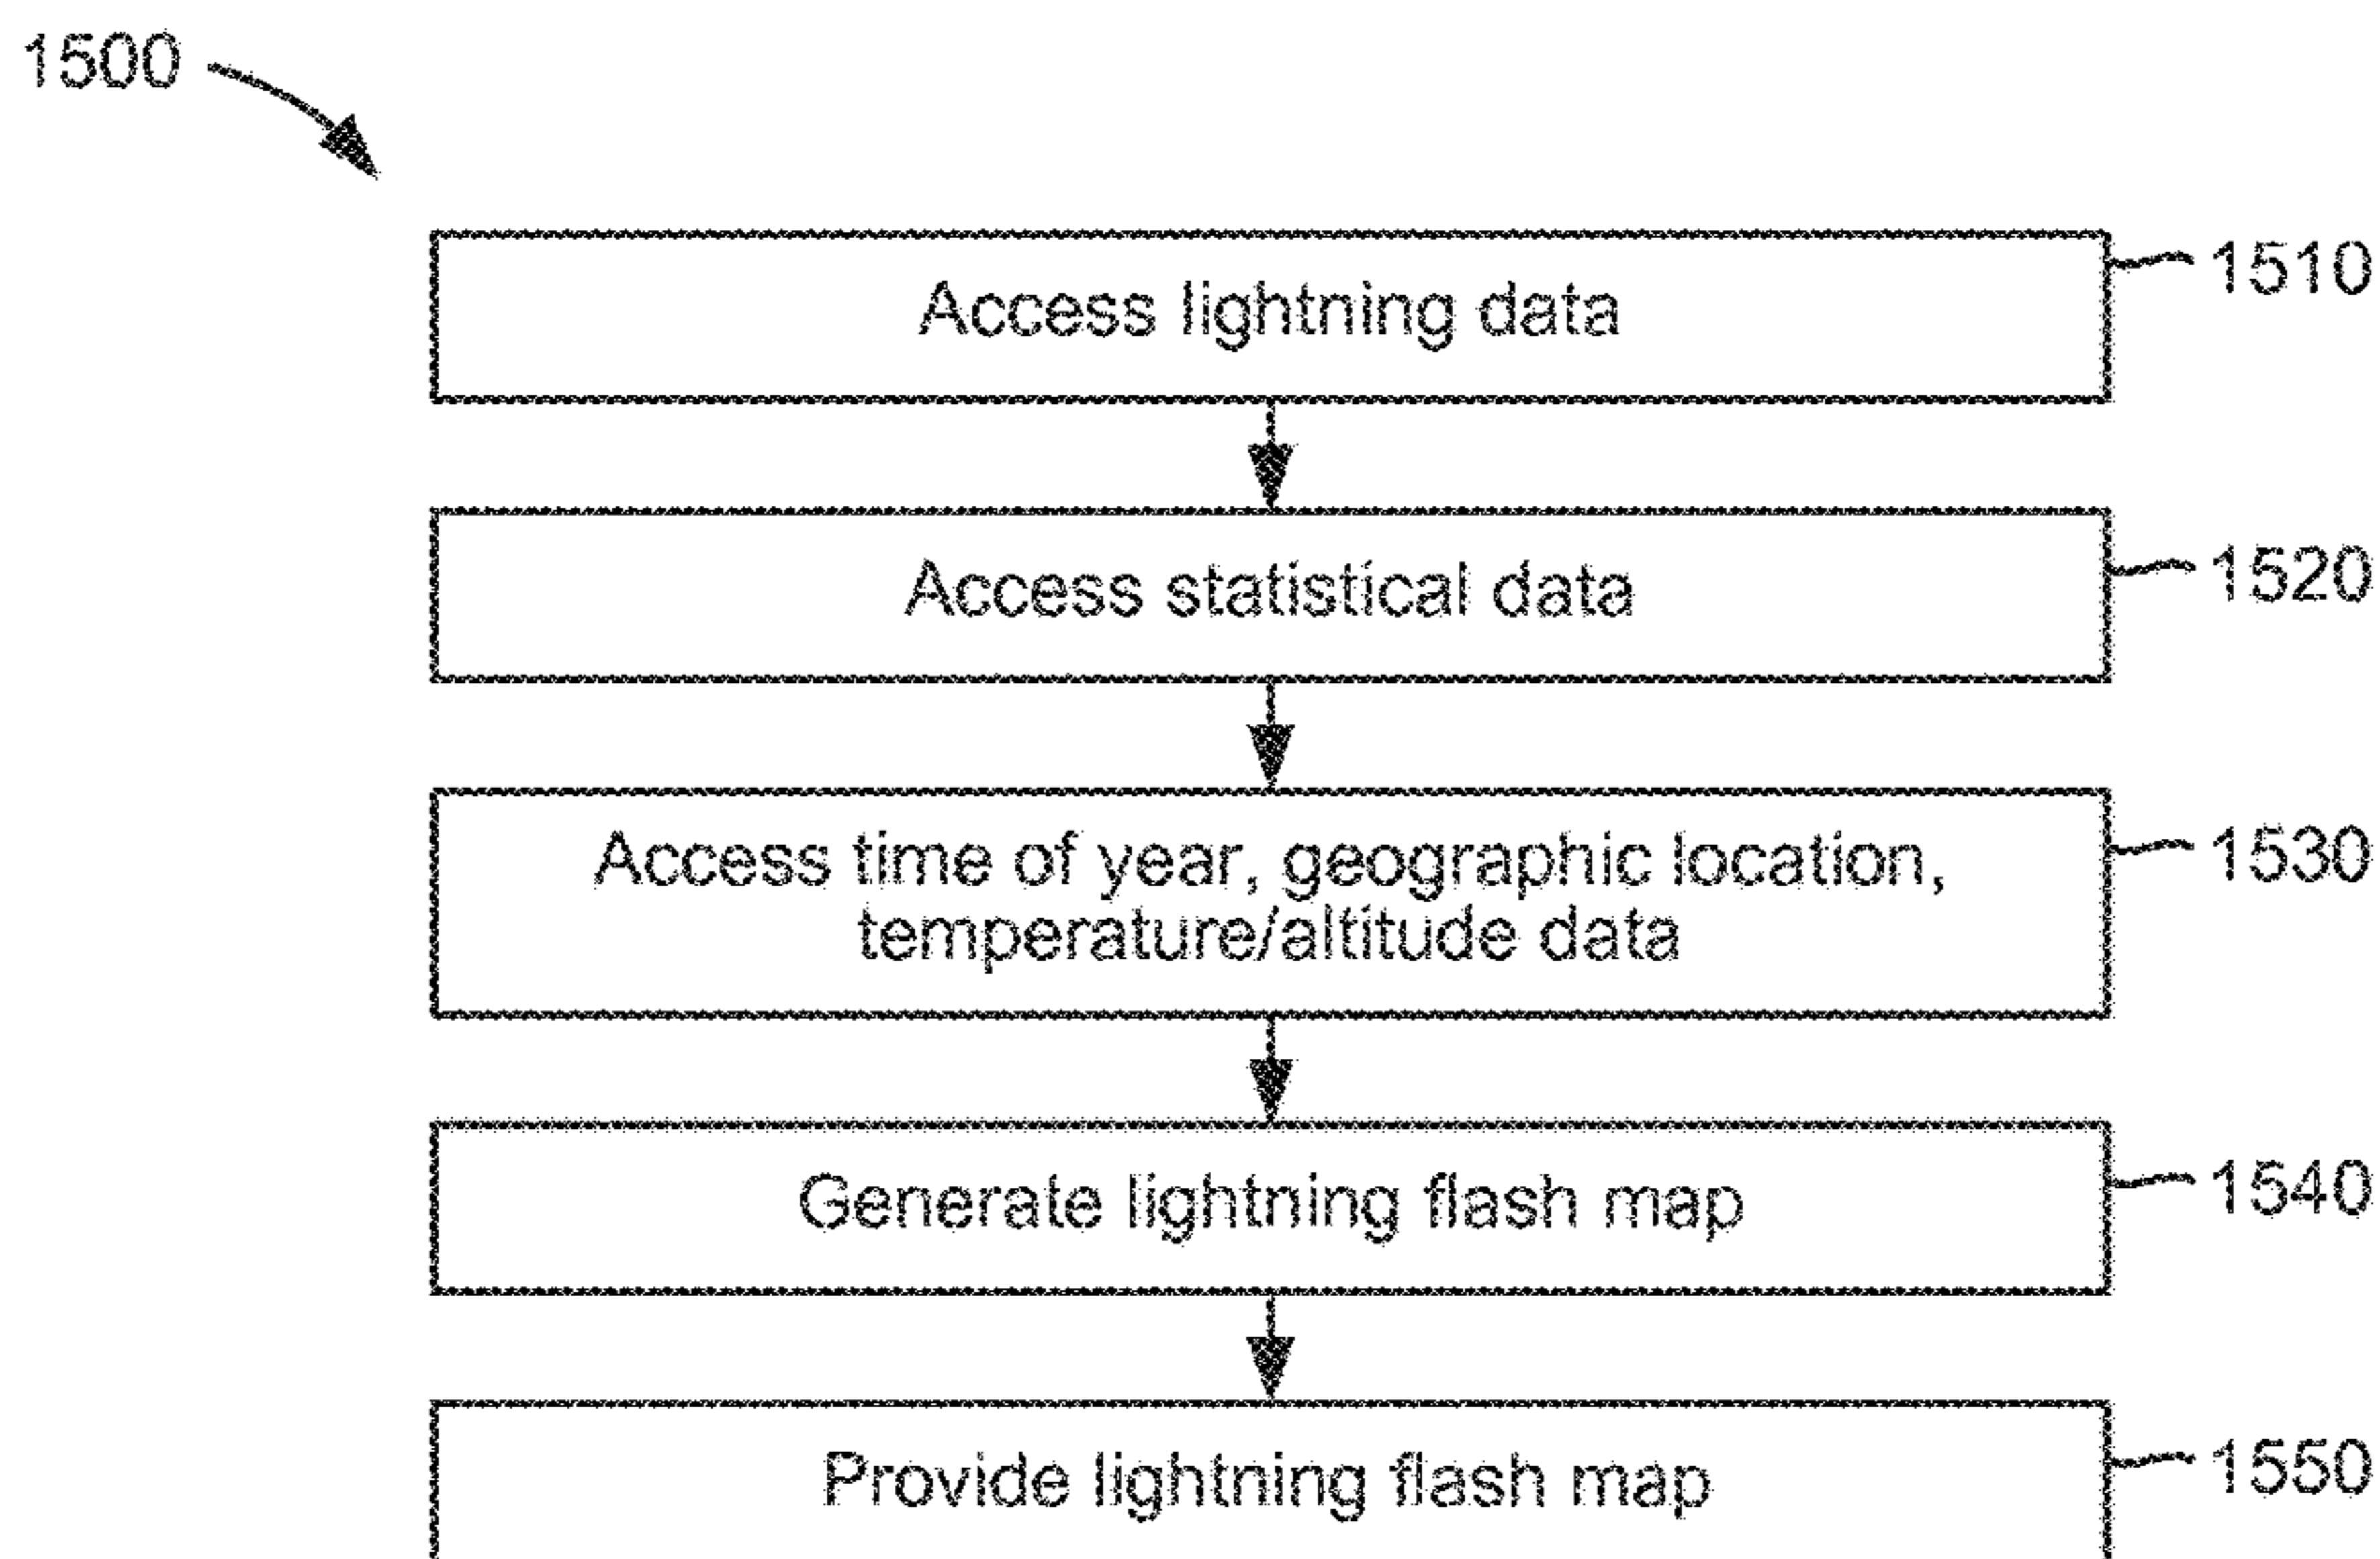 1500
Access lightning data
1510
Access statistical data
1520
Access time of year, geographic location,
temperature/altitude data
1530
Generate lightning flash map
1540
Provide lightning flash map
1550